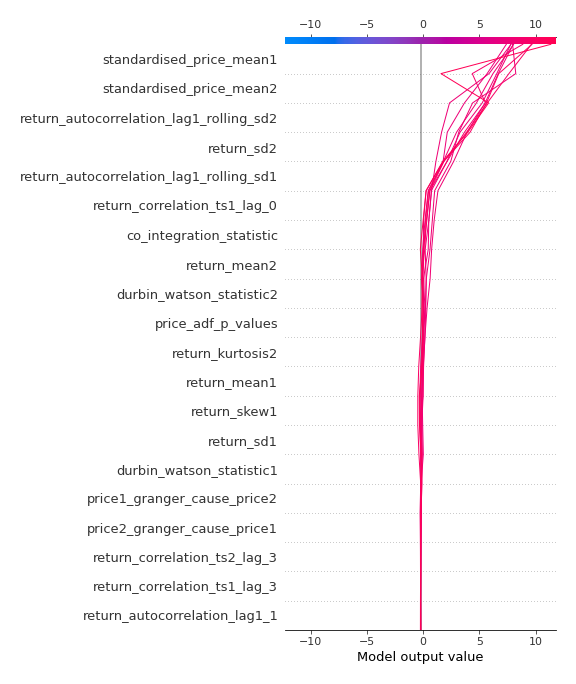 −10 −5 0 5 10
standardised_price_mean1
standardised_price_mean2
return_autocorrelation_lag1_rolling_sd2
return_sd2
return_autocorrelation_lag1_rolling_sd1
return_correlation_ts1_lag_0
co_integration_statistic
return_mean2
durbin_watson_statistic2
price_adf_p_values
return_kurtosis2
return_mean1
return_skew1
return_sd1
durbin_watson_statistic1
price1_granger_cause_price2
price2_granger_cause_price1
return_correlation_ts2_lag_3
return_correlation_ts1_lag_3
return_autocorrelation_lag1_1
−10 −5 0 5 10
Model output value